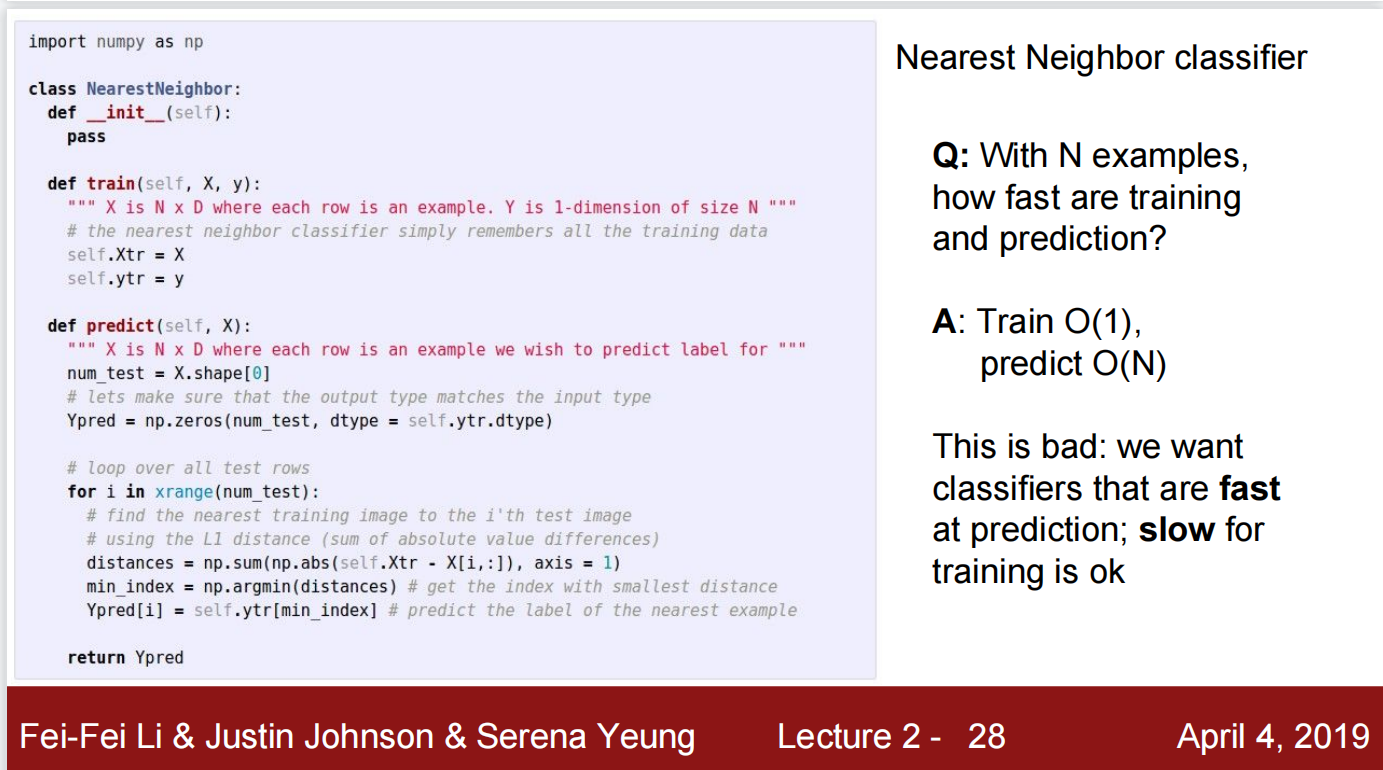 import numpy as np
class NearestNeighbor:
def __init__(self):
pass
def train(self, X, y):
""" X is N x D where each row is an example. Y is 1-dimension of size N """
# the nearest neighbor classifier simply remembers all the training data
self.Xtr = X
self.ytr = y
def predict(self, X):
""" X is N x D where each row is an example we wish to predict label for """
num_test = X.shape[0]
# lets make sure that the output type matches the input type
Ypred = np.zeros(num_test, dtype = self.ytr.dtype)
# loop over all test rows
for i in xrange(num_test):
# find the nearest training image to the i'th test image
# using the L1 distance (sum of absolute value differences)
distances = np.sum(np.abs(self.Xtr - X[i,:]), axis = 1)
min_index = np.argmin(distances) # get the index with smallest distance
Ypred[i] = self.ytr[min_index] # predict the label of the nearest example
return Ypred
Nearest Neighbor classifier
Q: With N examples,
how fast are training
and prediction?
A: Train O(1),
predict O(N)
This is bad: we want
classifiers that are fast
at prediction; slow for
training is ok
Fei-Fei Li & Justin Johnson & Serena Yeung Lecture 2 - 28 April 4, 2019